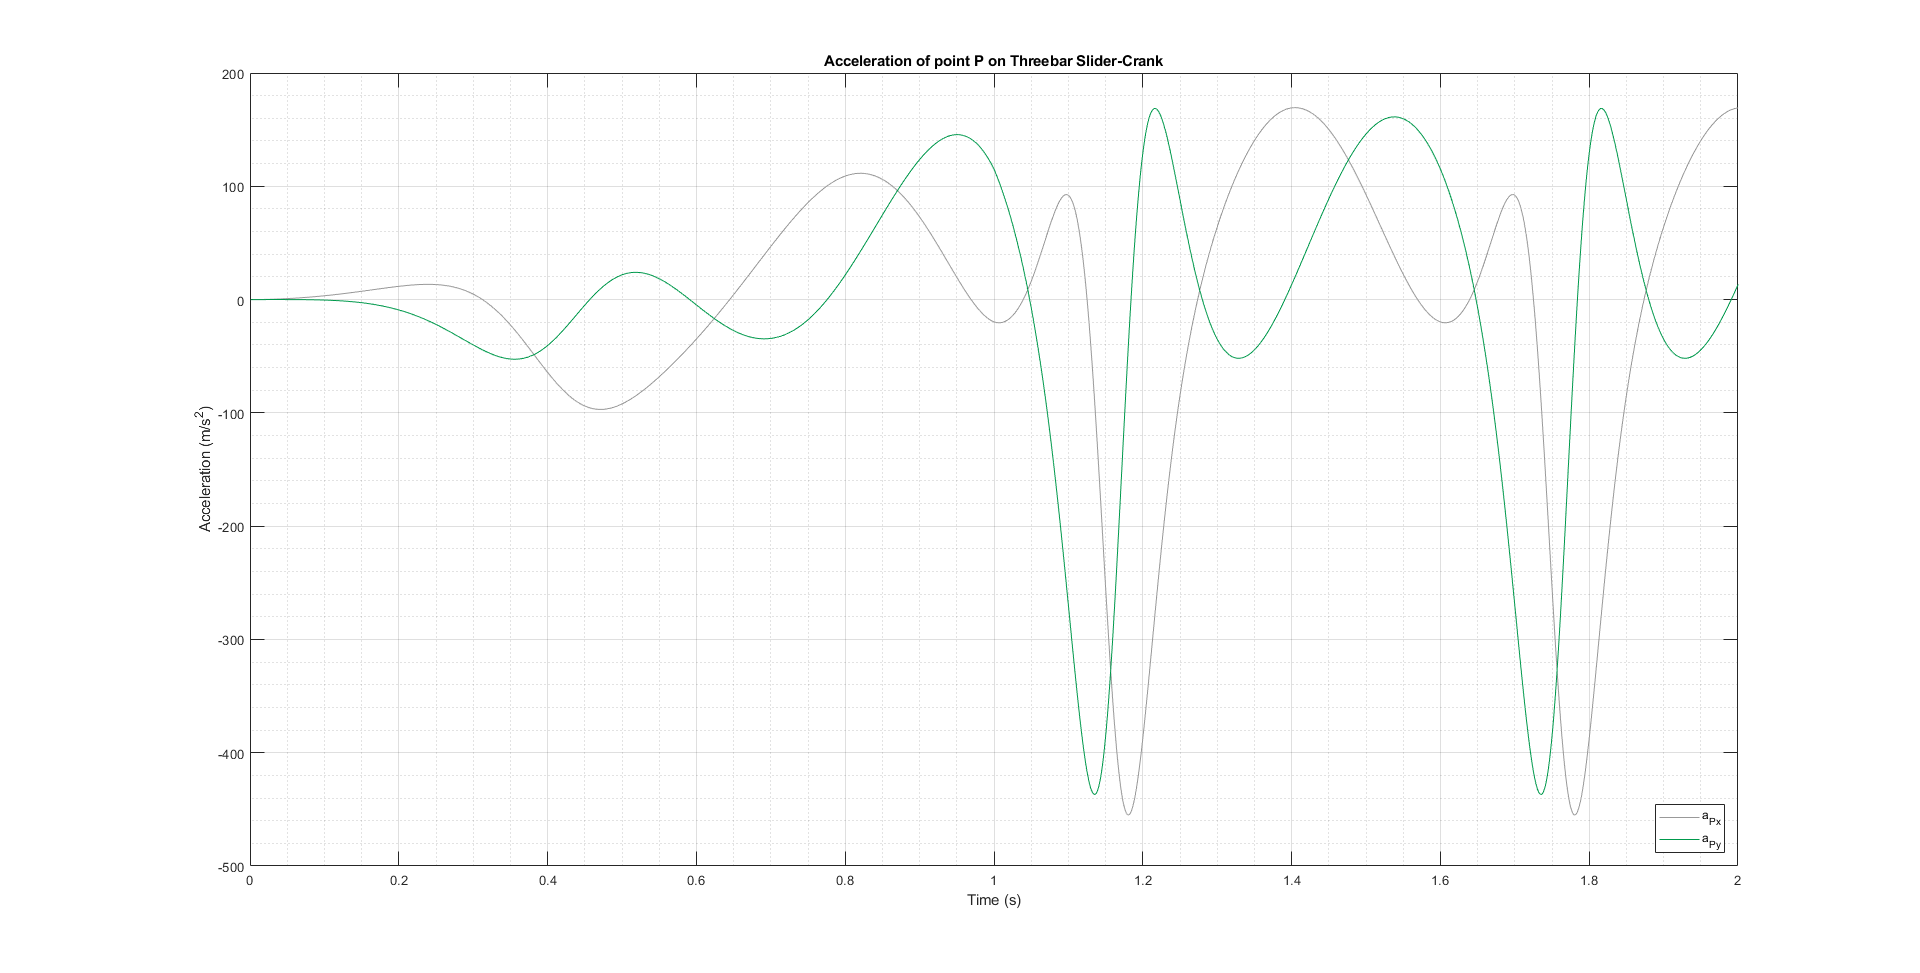 Acceleration of point P on Threebar Slider-Crank
200
100
0
-100
-200
-300
-400
-500
Acceleration (m/s2)
0 0.2 0.4 0.6 0.8 1 1.2 1.4 1.6 1.8 2
Time (s)
aPx
aPy